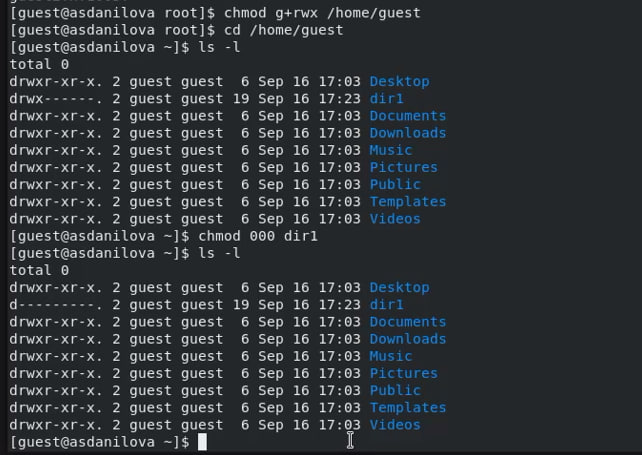 [guest@asdanilova root]$ chmod g+rwx /home/guest
[guest@asdanilova root]$ cd /home/guest
[guest@asdanilova ~]$ ls -l
total 0
drwxr-xr-x. 2 guest guest  6 Sep 16 17:03 Desktop
drwx------. 2 guest guest 19 Sep 16 17:23 dir1
drwxr-xr-x. 2 guest guest  6 Sep 16 17:03 Documents
drwxr-xr-x. 2 guest guest  6 Sep 16 17:03 Downloads
drwxr-xr-x. 2 guest guest  6 Sep 16 17:03 Music
drwxr-xr-x. 2 guest guest  6 Sep 16 17:03 Pictures
drwxr-xr-x. 2 guest guest  6 Sep 16 17:03 Public
drwxr-xr-x. 2 guest guest  6 Sep 16 17:03 Templates
drwxr-xr-x. 2 guest guest  6 Sep 16 17:03 Videos
[guest@asdanilova ~]$ chmod 000 dir1
[guest@asdanilova ~]$ ls -l
total 0
drwxr-xr-x. 2 guest guest  6 Sep 16 17:03 Desktop
d---------. 2 guest guest 19 Sep 16 17:23 dir1
drwxr-xr-x. 2 guest guest  6 Sep 16 17:03 Documents
drwxr-xr-x. 2 guest guest  6 Sep 16 17:03 Downloads
drwxr-xr-x. 2 guest guest  6 Sep 16 17:03 Music
drwxr-xr-x. 2 guest guest  6 Sep 16 17:03 Pictures
drwxr-xr-x. 2 guest guest  6 Sep 16 17:03 Public
drwxr-xr-x. 2 guest guest  6 Sep 16 17:03 Templates
drwxr-xr-x. 2 guest guest  6 Sep 16 17:03 Videos
[guest@asdanilova ~]$